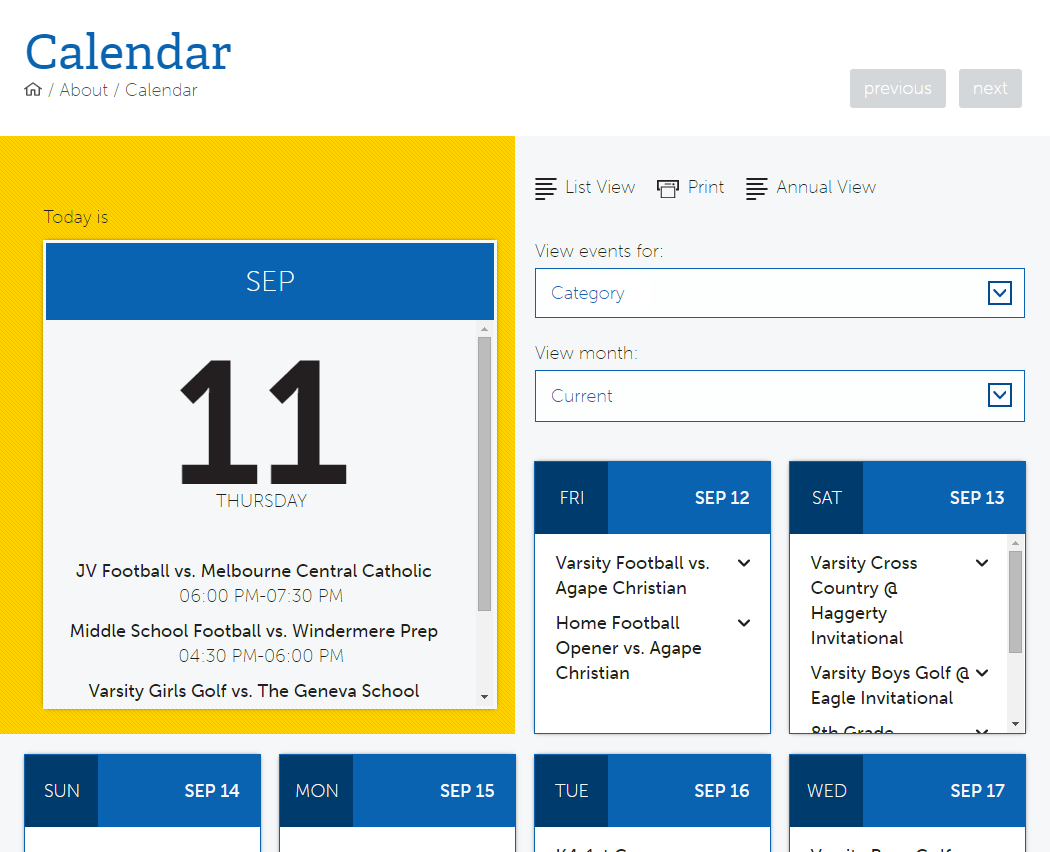 Calendar
/ About / Calendar
previous
next
Today is
SEP
11
THURSDAY
JV Football vs. Melbourne Central Catholic
06:00 PM-07:30 PM
Middle School Football vs. Windermere Prep
04:30 PM-06:00 PM
Varsity Girls Golf vs. The Geneva School
List View
Print
Annual View
View events for:
Category
View month:
Current
FRI
SEP 12
Varsity Football vs.
Agape Christian
Home Football
Opener vs. Agape
Christian
SAT
SEP 13
Varsity Cross
Country @
Haggerty
Invitational
Varsity Boys Golf @
Eagle Invitational
8th Grade
SUN
SEP 14
MON
SEP 15
TUE
SEP 16
WED
SEP 17